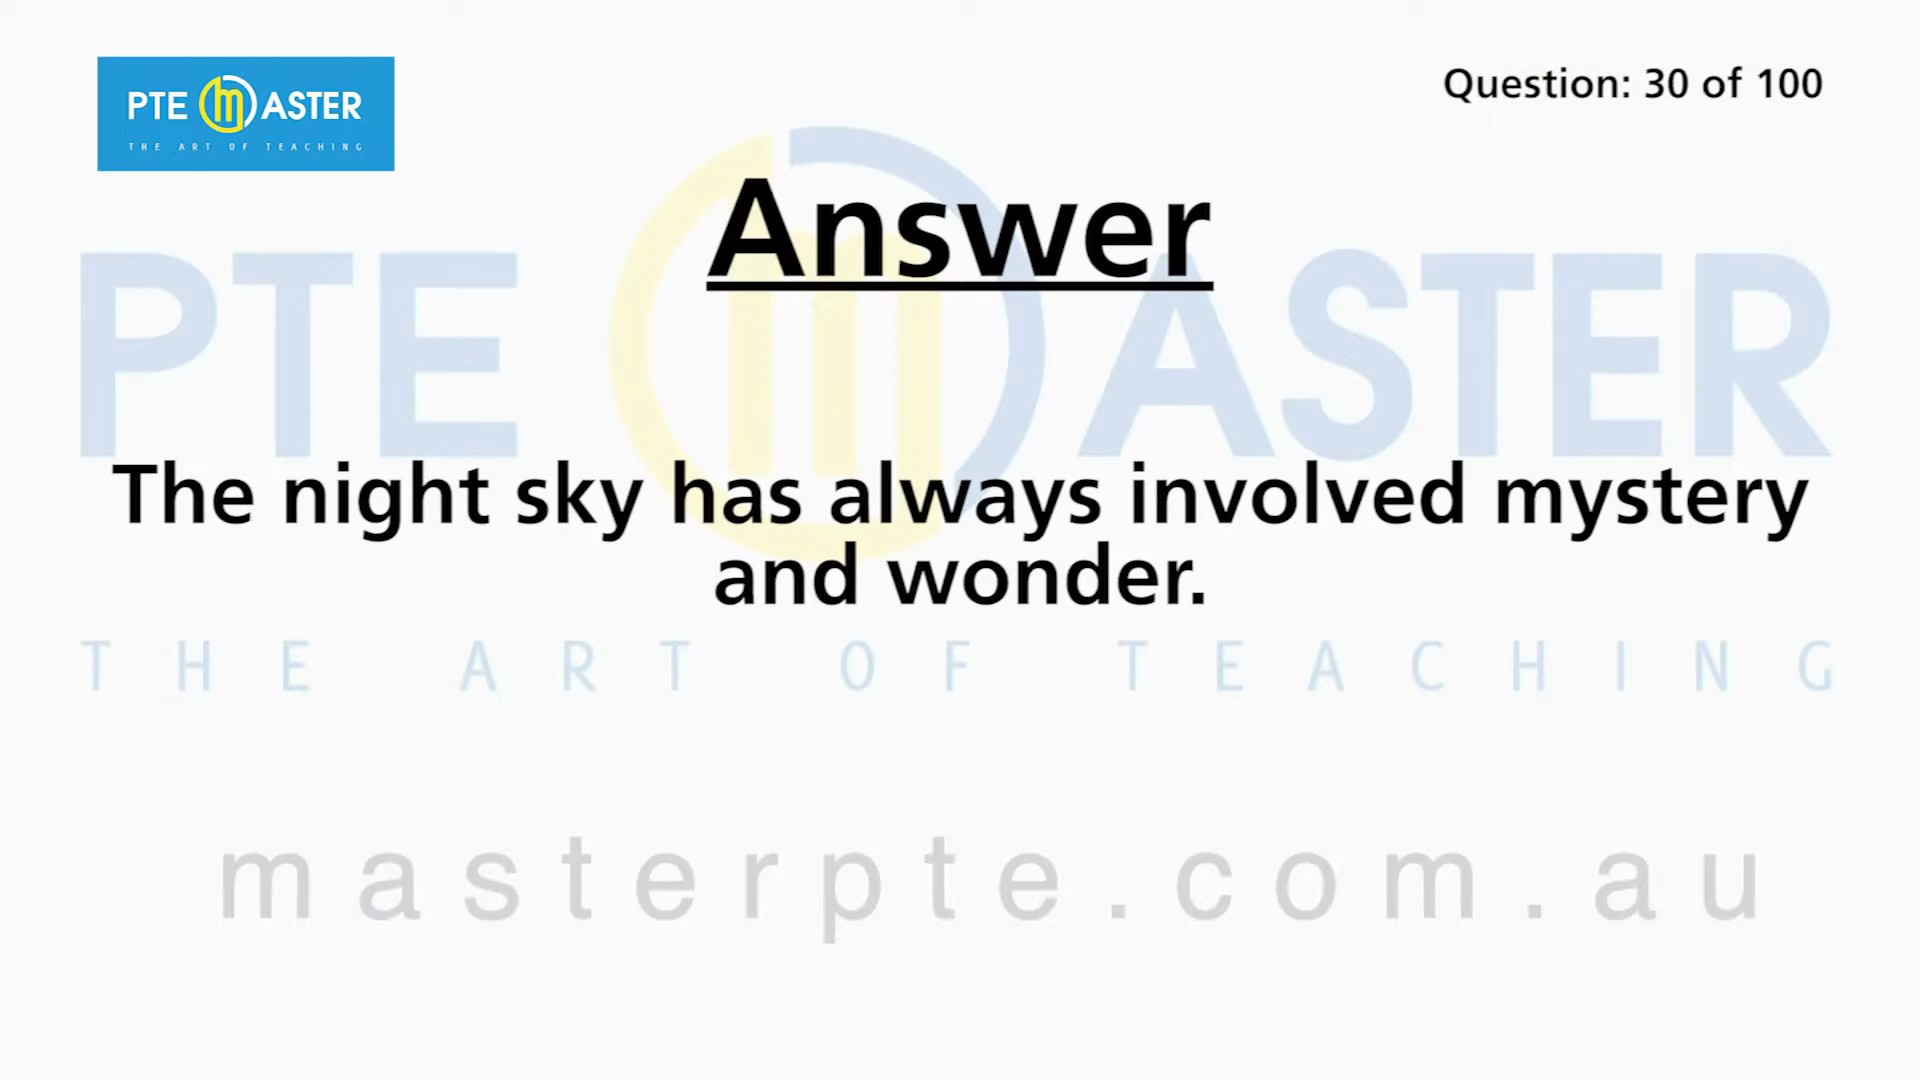 PTE MASTER
THE ART OF TEACHING
Question: 30 of 100
Answer
PTE MASTER
The night sky has always involved mystery
and wonder.
THE ART OF TEACHING
masterpte.com.au